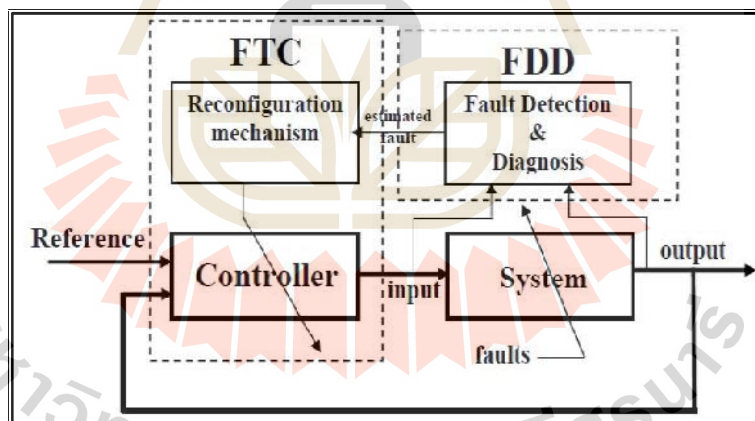 FTC
FDD
Reconfiguration
mechanism
estimated
fault
Fault Detection
&
Diagnosis
Reference
Controller
input
System
output
faults